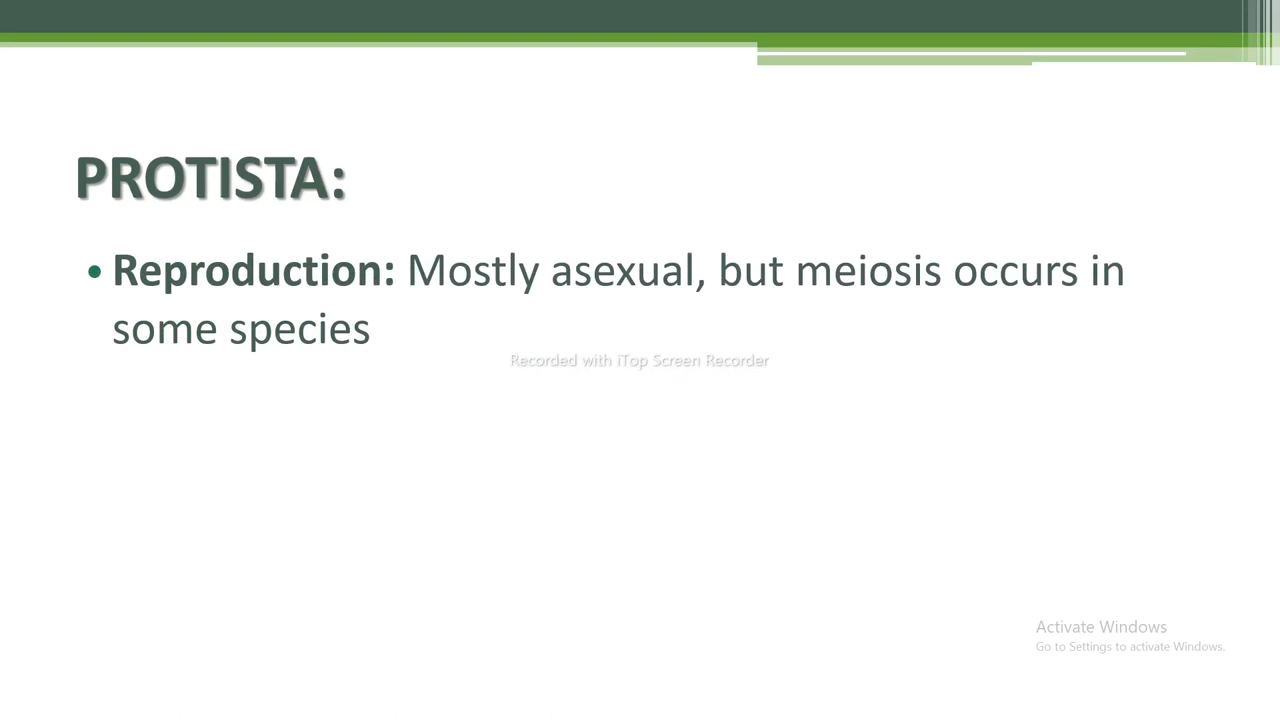 PROTISTA:
• Reproduction: Mostly asexual, but meiosis occurs in
some species
Recorded with iTop Screen Recorder
Activate Windows
Go to Settings to activate Windows.